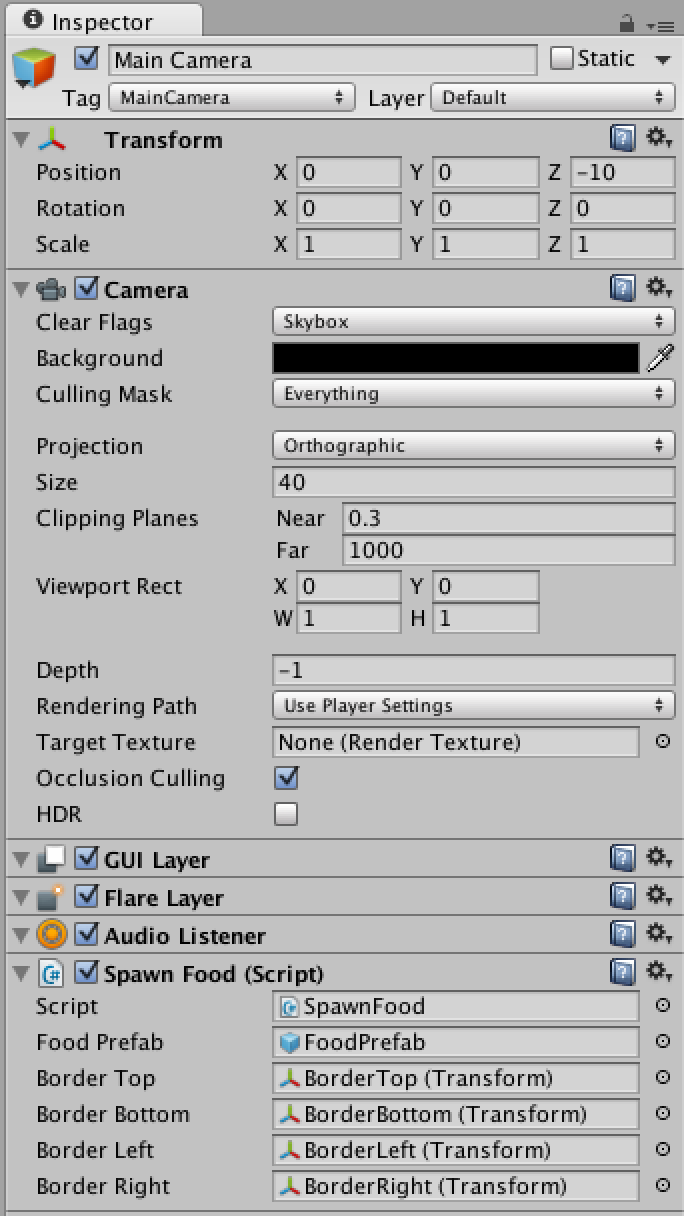 Inspector
Main Camera Static
Tag MainCamera Layer Default
Transform
Position X 0 Y 0 Z -10
Rotation X 0 Y 0 Z 0
Scale X 1 Y 1 Z 1
Camera
Clear Flags Skybox
Background
Culling Mask Everything
Projection Orthographic
Size 40
Clipping Planes Near 0.3
Far 1000
Viewport Rect X 0 Y 0
W 1 H 1
Depth -1
Rendering Path Use Player Settings
Target Texture None (Render Texture)
Occlusion Culling
HDR
GUI Layer
Flare Layer
Audio Listener
C# Spawn Food (Script)
Script SpawnFood
Food Prefab FoodPrefab
Border Top BorderTop (Transform)
Border Bottom BorderBottom (Transform)
Border Left BorderLeft (Transform)
Border Right BorderRight (Transform)